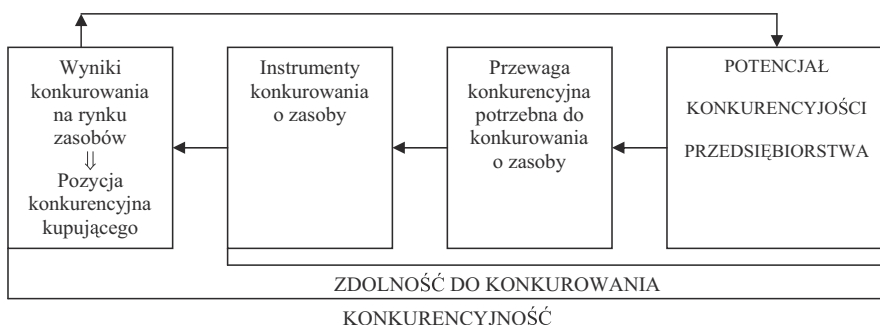 Wyniki
konkurowania
na rynku
zasobów
⇓
Pozycja
konkurencyjna
kupującego
Instrumenty
konkurowania
o zasoby
Przewaga
konkurencyjna
potrzebna do
konkurowania
o zasoby
POTENCJAŁ
KONKURENCYJOŚCI
PRZEDSIĘBIORSTWA
ZDOLNOŚĆ DO KONKUROWANIA
KONKURENCYJNOŚĆ